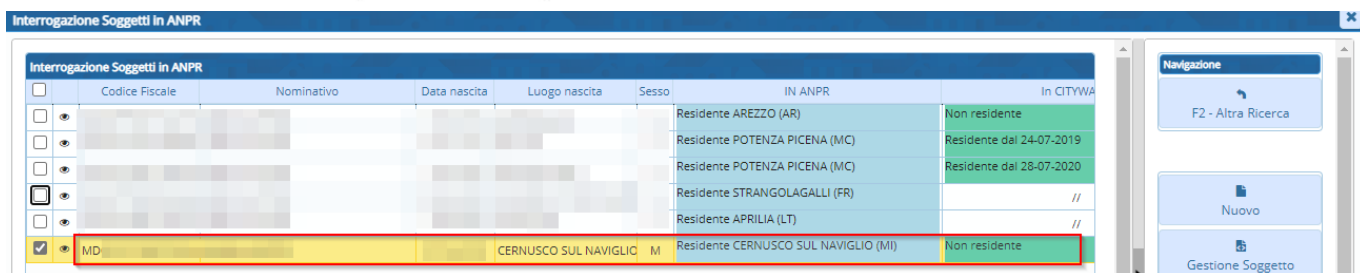 Interrogazione Soggetti in ANPR
Interrogazione Soggetti in ANPR
Codice Fiscale Nominativo Data nascita Luogo nascita Sesso IN ANPR In CITYWA
Residente AREZZO (AR) Non residente
Residente POTENZA PICENA (MC) Residente dal 24-07-2019
Residente POTENZA PICENA (MC) Residente dal 28-07-2020
Residente STRANGOLAGALLI (FR) //
Residente APRILIA (LT) //
MD CERNUSCO SUL NAVIGLIO M Residente CERNUSCO SUL NAVIGLIO (MI) Non residente
Navigazione
F2 - Altra Ricerca
Nuovo
Gestione Soggetto